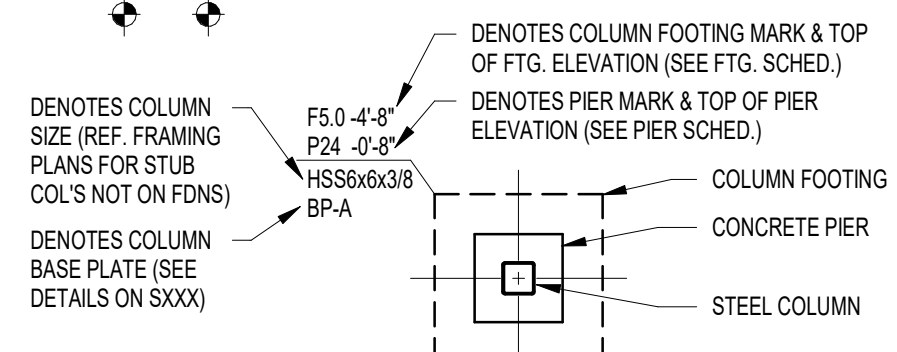 DENOTES COLUMN FOOTING MARK & TOP
OF FTG. ELEVATION (SEE FTG. SCHED.)
DENOTES PIER MARK & TOP OF PIER
ELEVATION (SEE PIER SCHED.)
DENOTES COLUMN
SIZE (REF. FRAMING
PLANS FOR STUB
COL'S NOT ON FDNS)
DENOTES COLUMN
BASE PLATE (SEE
DETAILS ON SXXX)
F5.0 -4'-8"
P24 -0'-8"
HSS6x6x3/8
BP-A
COLUMN FOOTING
CONCRETE PIER
STEEL COLUMN